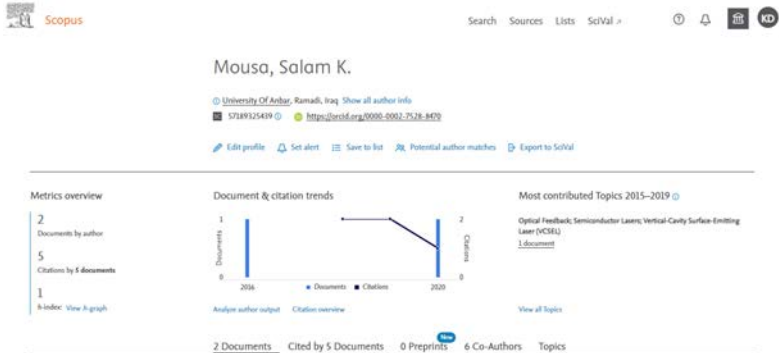 Scopus
Search Sources Lists SciVal ↗
KD
Mousa, Salam K.
University Of Anbar, Ramadi, Iraq Show all author info
57189325439 https://orcid.org/0000-0002-7528-8470
Edit profile Set alert Save to list Potential author matches Export to SciVal
Metrics overview
2
Documents by author
5
Citations by 5 documents
1
h-index: View h-graph
Document & citation trends
1
2
Documents
Citations
0
0
2016
Documents Citations
2020
Analyze author output Citation overview
Most contributed Topics 2015–2019
Optical Feedback; Semiconductor Lasers; Vertical-Cavity Surface-Emitting
Laser (VCSEL)
1 document
View all Topics
New
2 Documents Cited by 5 Documents 0 Preprints 6 Co-Authors Topics